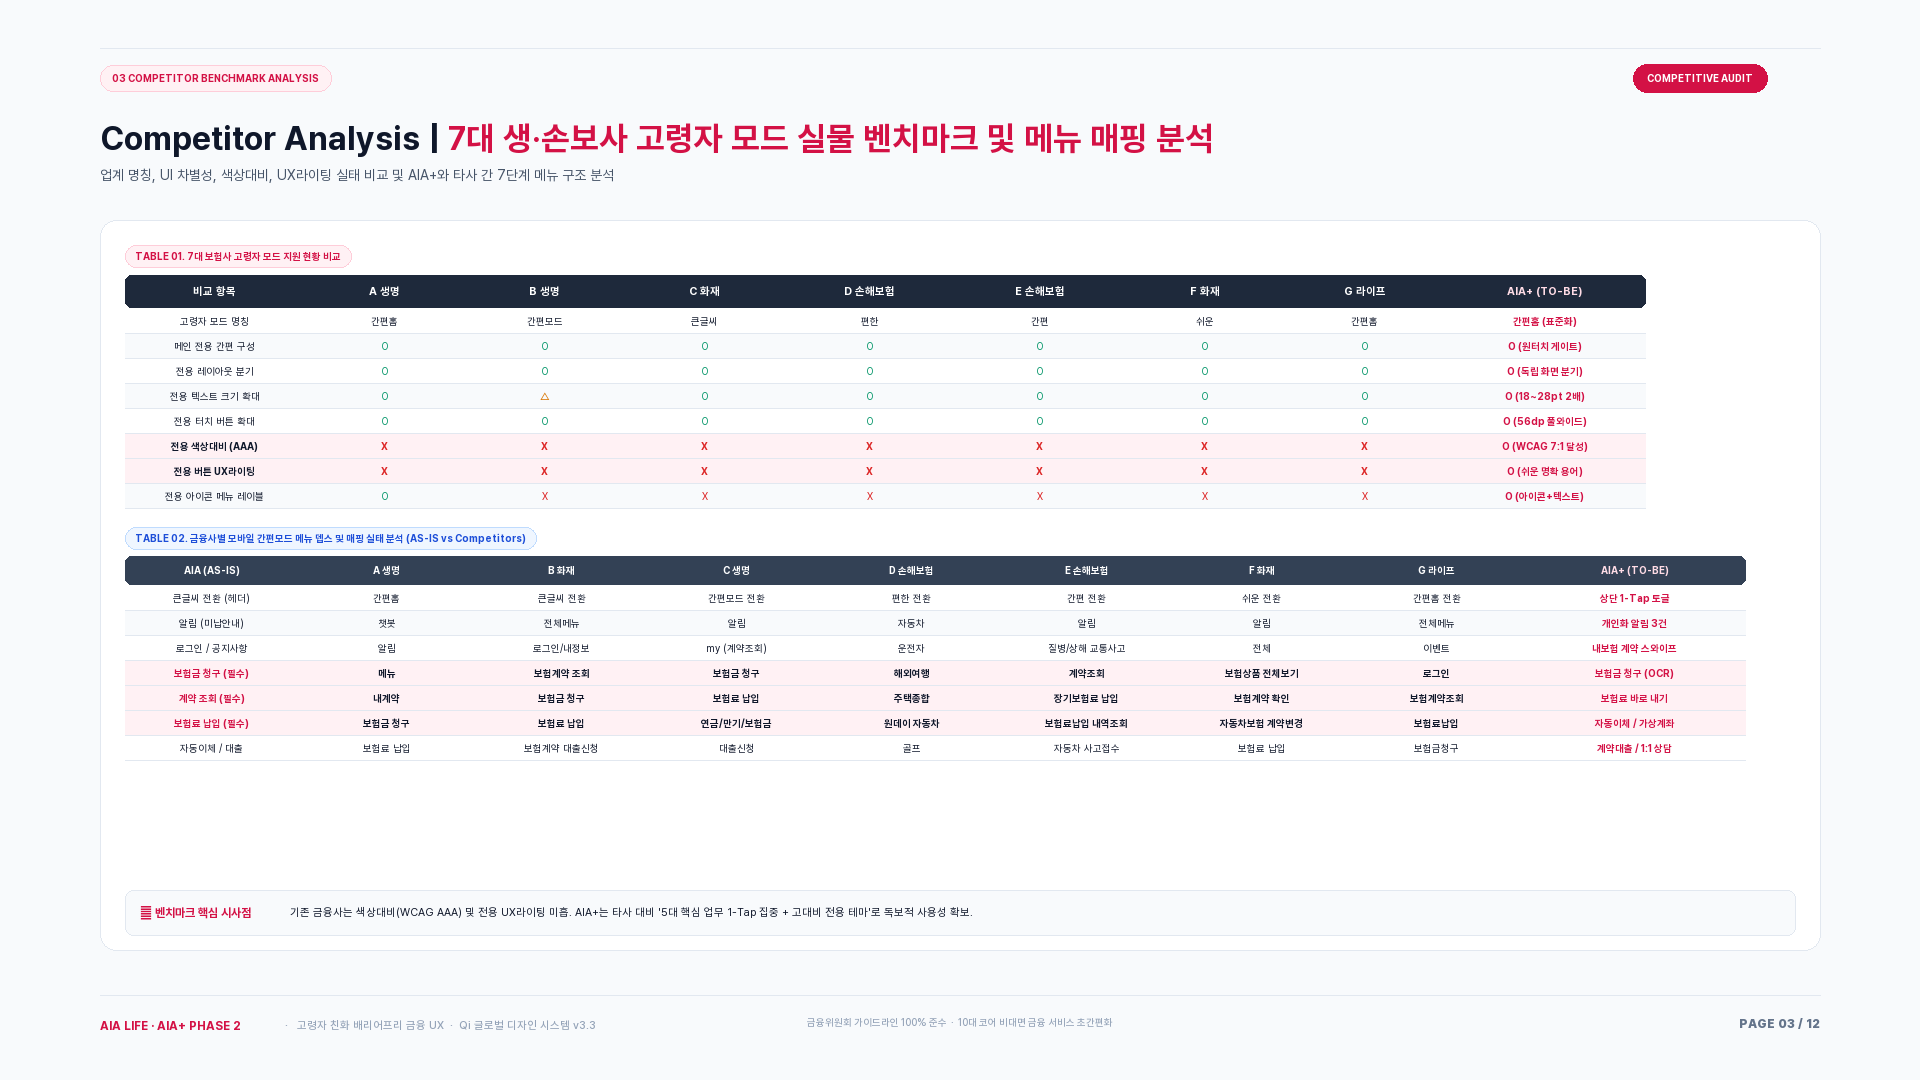 03 COMPETITOR BENCHMARK ANALYSIS
COMPETITIVE AUDIT
Competitor Analysis | 7대 생·손보사 고령자 모드 실물 벤치마크 및 메뉴 매핑 분석
업계 명칭, UI 차별성, 색상대비, UX라이팅 실태 비교 및 AIA+와 타사 간 7단계 메뉴 구조 분석
TABLE 01. 7대 보험사 고령자 모드 지원 현황 비교
비교 항목 A 생명 B 생명 C 화재 D 손해보험 E 손해보험 F 화재 G 라이프 AIA+ (TO-BE)
고령자 모드 명칭 간편홈 간편모드 큰글씨 편한 간편 쉬운 간편홈 간편홈 (표준화)
메인 전용 간편 구성 O O O O O O O O (원터치 게이트)
전용 레이아웃 분기 O O O O O O O O (독립 화면 분기)
전용 텍스트 크기 확대 O △ O O O O O O (18~28pt 2배)
전용 터치 버튼 확대 O O O O O O O O (56dp 풀와이드)
전용 색상대비 (AAA) X X X X X X X O (WCAG 7:1 달성)
전용 버튼 UX라이팅 X X X X X X X O (쉬운 명확 용어)
전용 아이콘 메뉴 레이블 O X X X X X X O (아이콘+텍스트)
TABLE 02. 금융사별 모바일 간편모드 메뉴 뎁스 및 매핑 실태 분석 (AS-IS vs Competitors)
AIA (AS-IS) A 생명 B 화재 C 생명 D 손해보험 E 손해보험 F 화재 G 라이프 AIA+ (TO-BE)
큰글씨 전환 (헤더) 간편홈 큰글씨 전환 간편모드 전환 편한 전환 간편 전환 쉬운 전환 간편홈 전환 상단 1-Tap 토글
알림 (미납안내) 챗봇 전체메뉴 알림 자동차 알림 알림 전체메뉴 개인화 알림 3건
로그인 / 공지사항 알림 로그인/내정보 my (계약조회) 운전자 질병/상해 교통사고 전체 이벤트 내보험 계약 스와이프
보험금 청구 (필수) 메뉴 보험계약 조회 보험금 청구 해외여행 계약조회 보험상품 전체보기 로그인 보험금 청구 (OCR)
계약 조회 (필수) 내계약 보험금 청구 보험료 납입 주택종합 장기보험료 납입 보험계약 확인 보험계약조회 보험료 바로 내기
보험료 납입 (필수) 보험금 청구 보험료 납입 연금/만기/보험금 원데이 자동차 보험료납입 내역조회 자동차보험 계약변경 보험료납입 자동이체 / 가상계좌
자동이체 / 대출 보험료 납입 보험계약 대출신청 대출신청 골프 자동차 사고접수 보험료 납입 보험금청구 계약대출 / 1:1 상담
벤치마크 핵심 시사점 기존 금융사는 색상대비(WCAG AAA) 및 전용 UX라이팅 미흡. AIA+는 타사 대비 '5대 핵심 업무 1-Tap 집중 + 고대비 전용 테마'로 독보적 사용성 확보.
AIA LIFE · AIA+ PHASE 2 · 고령자 친화 배리어프리 금융 UX · Qi 글로벌 디자인 시스템 v3.3
금융위원회 가이드라인 100% 준수 · 10대 코어 비대면 금융 서비스 초간편화
PAGE 03 / 12